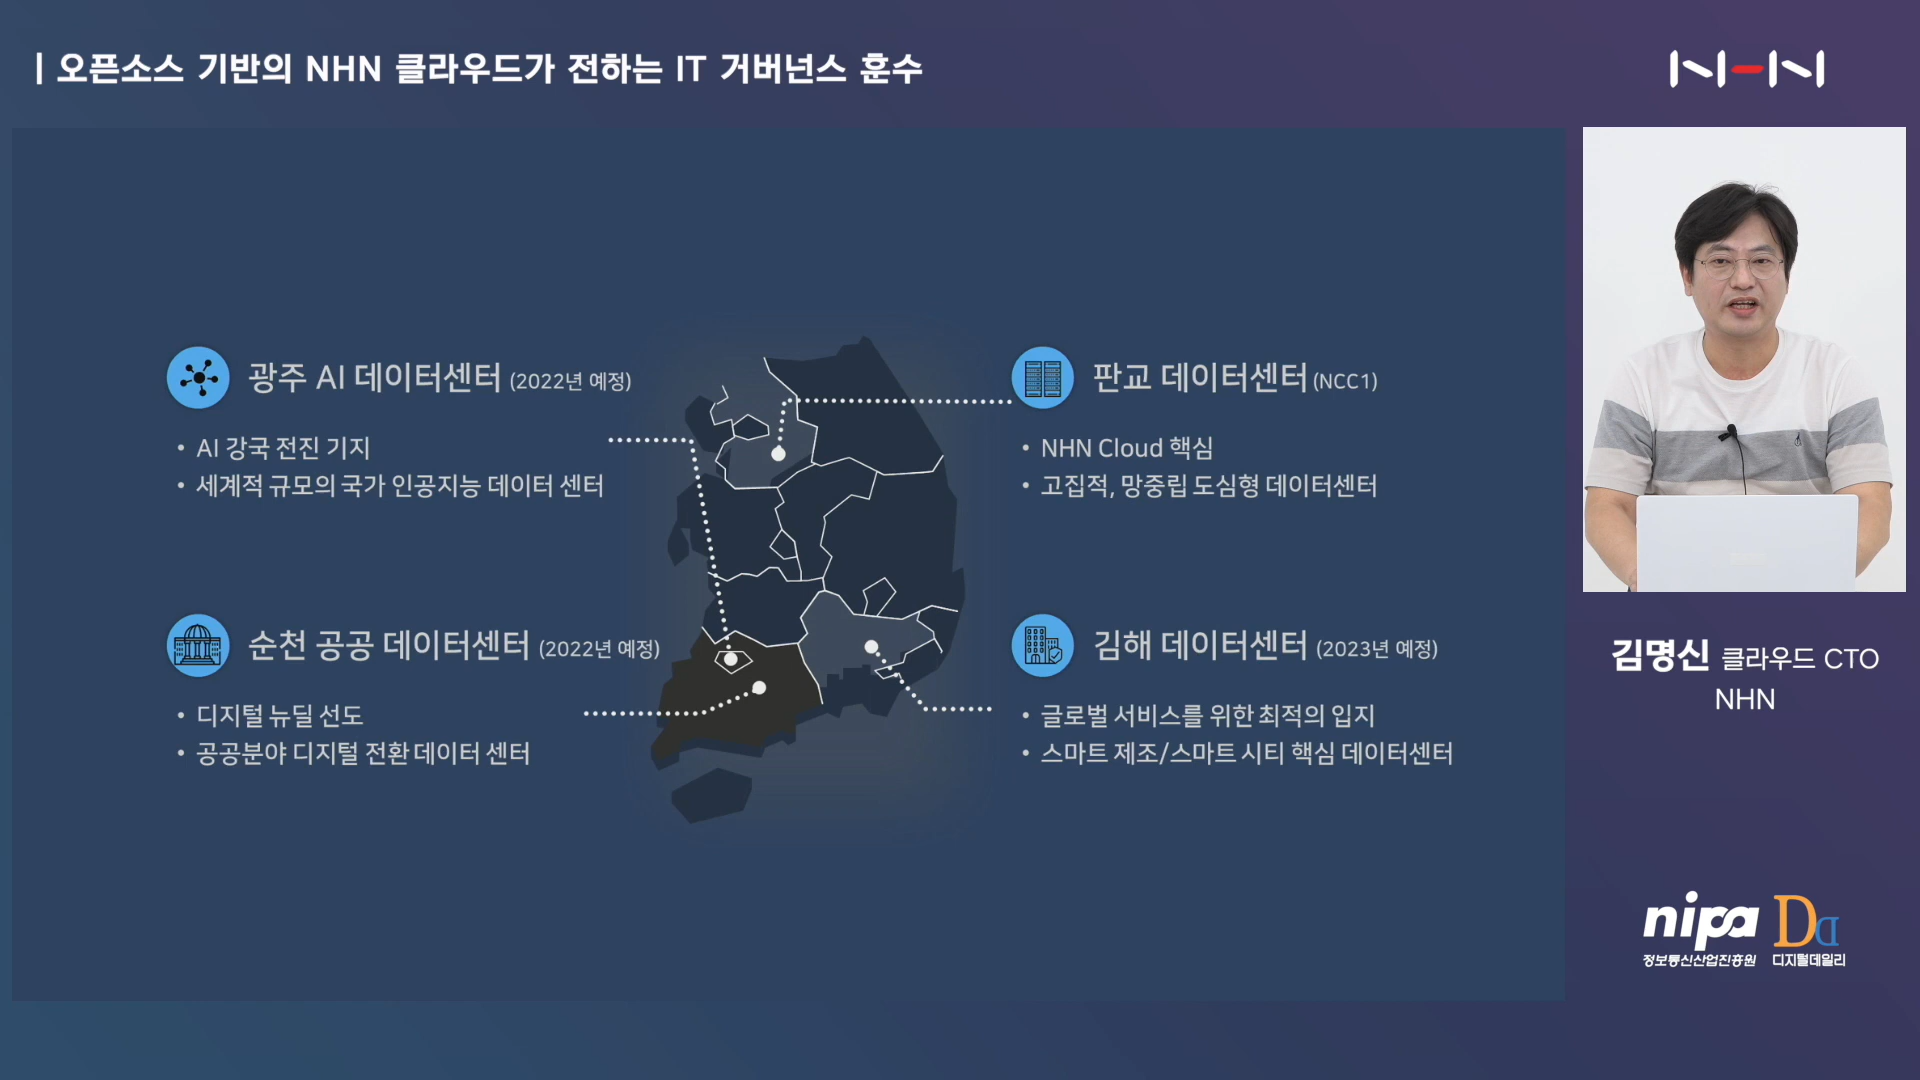 | 오픈소스 기반의 NHN 클라우드가 전하는 IT 거버넌스 훈수
NHN
광주 AI 데이터센터 (2022년 예정)
• AI 강국 전진 기지
• 세계적 규모의 국가 인공지능 데이터 센터
판교 데이터센터 (NCC1)
• NHN Cloud 핵심
• 고집적, 망중립 도심형 데이터센터
순천 공공 데이터센터 (2022년 예정)
• 디지털 뉴딜 선도
• 공공분야 디지털 전환 데이터 센터
김해 데이터센터 (2023년 예정)
• 글로벌 서비스를 위한 최적의 입지
• 스마트 제조/스마트 시티 핵심 데이터센터
김명신 클라우드 CTO
NHN
nipa
정보통신산업진흥원
DD
디지털데일리